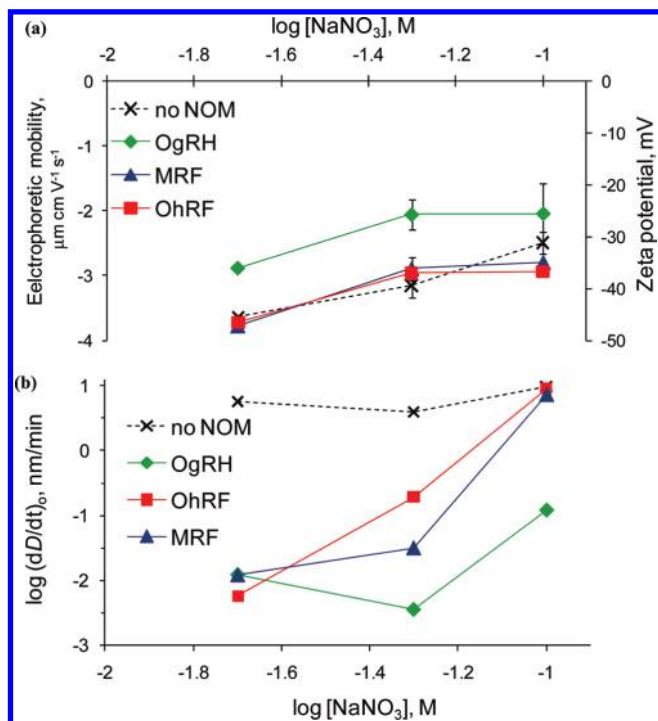 (a)
log [NaNO₃], M
-2 -1.8 -1.6 -1.4 -1.2 -1
0
-1
-2
-3
-4
Eelctrophoretic mobility,
μm cm V⁻¹ s⁻¹
no NOM
OgRH
MRF
OhRF
0
-10
-20
-30
-40
-50
Zeta potential, mV
(b)
1
0
-1
-2
-3
log (dD/dt)ₒ, nm/min
no NOM
OgRH
OhRF
MRF
-2 -1.8 -1.6 -1.4 -1.2 -1
log [NaNO₃], M